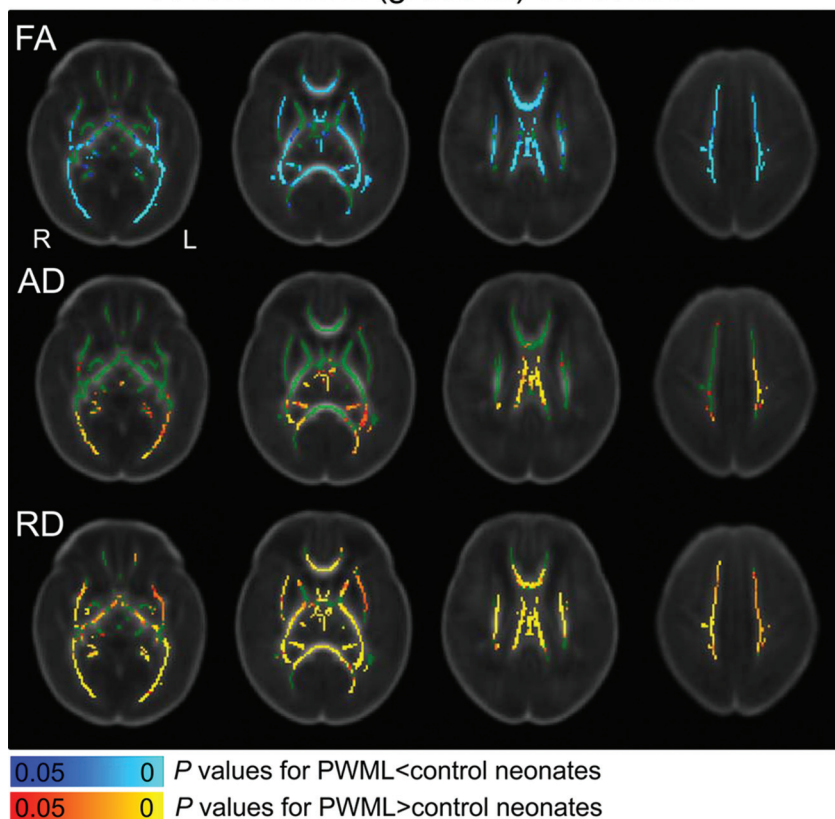 FA
R L
AD
RD
0.05 0 P values for PWML<control neonates
0.05 0 P values for PWML>control neonates